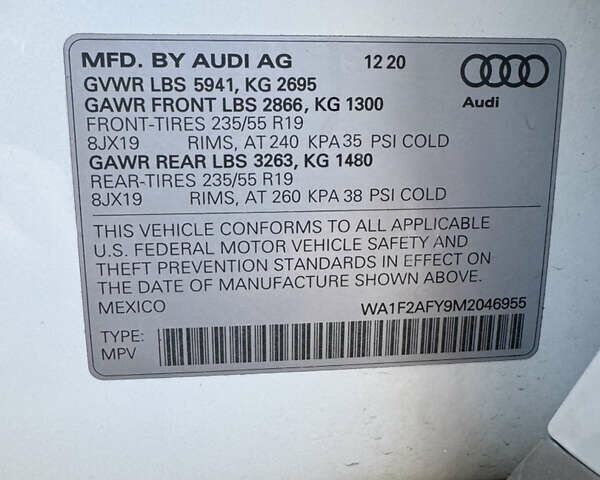 MFD. BY AUDI AG 12 20
GVWR LBS 5941, KG 2695
GAWR FRONT LBS 2866, KG 1300
Audi
FRONT-TIRES 235/55 R19
8JX19 RIMS, AT 240 KPA 35 PSI COLD
GAWR REAR LBS 3263, KG 1480
REAR-TIRES 235/55 R19
8JX19 RIMS, AT 260 KPA 38 PSI COLD
THIS VEHICLE CONFORMS TO ALL APPLICABLE
U.S. FEDERAL MOTOR VEHICLE SAFETY AND
THEFT PREVENTION STANDARDS IN EFFECT ON
THE DATE OF MANUFACTURE SHOWN ABOVE.
MEXICO WA1F2AFY9M2046955
TYPE:
MPV